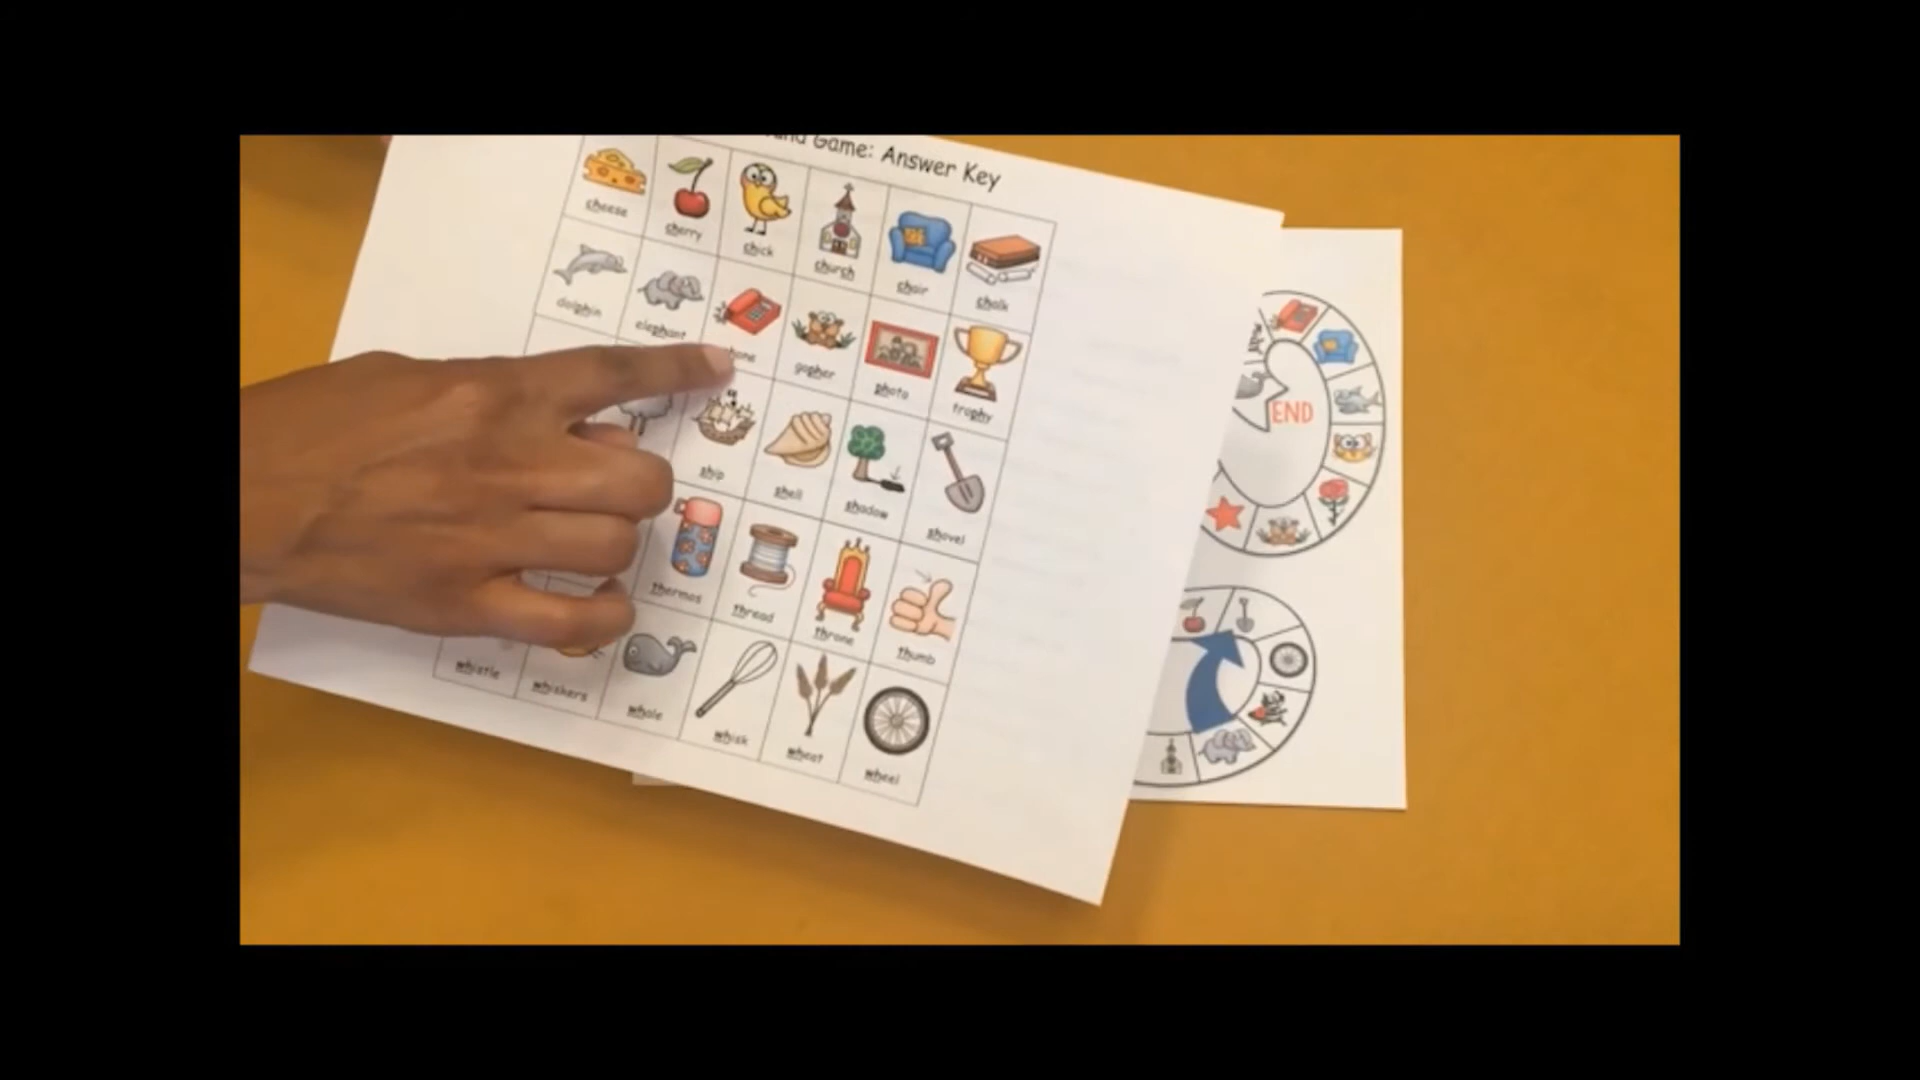 Game: Answer Key
cheese cherry chick church chair chalk
dolphin elephant hone gopher photo trophy
ship shell shadow shovel
thermos thread throne thumb
whistle whiskers whale whisk wheat wheel
END